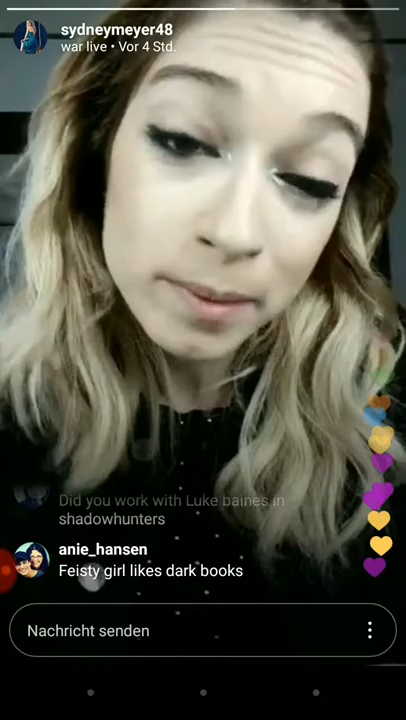 sydneymeyer48
war live • Vor 4 Std.
Did you work with Luke baines in
shadowhunters
anie_hansen
Feisty girl likes dark books
Nachricht senden